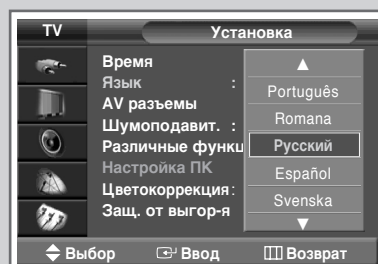 TV
Установка
Время
Язык :
AV разъемы
Шумоподавит. :
Различные функц
Настройка ПК
Цветокоррекция:
Защ. от выгор-я
▲
Português
Romana
Русский
Español
Svenska
▼
Выбор Ввод Возврат